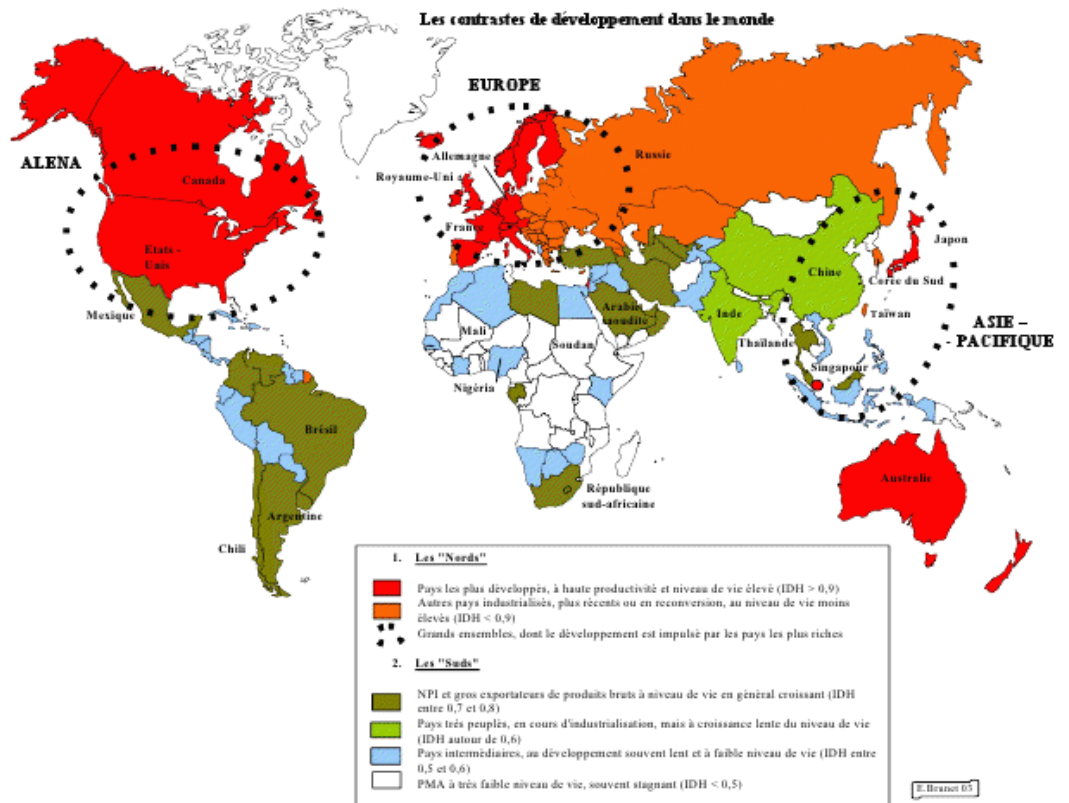 Les contrastes de développement dans le monde
EUROPE
ALENA
Allemagne
Royaume-Uni
Russie
Canada
France
Etats -
Unis
Japon
Chine
Corée du Sud
Mexique
Arabie
saoudite
Inde
Taïwan
Mali
Soudan
Thaïlande
ASIE –
- PACIFIQUE
Singapour
Nigéria
Brésil
Australie
République
sud-africaine
Argentine
Chili
1. Les "Nords"
Pays les plus développés, à haute productivité et niveau de vie élevé (IDH > 0,9)
Autres pays industrialisés, plus récents ou en reconversion, au niveau de vie moins
élevés (IDH < 0,9)
Grands ensembles, dont le développement est impulsé par les pays les plus riches
2. Les "Suds"
NPI et gros exportateurs de produits bruts à niveau de vie en général croissant (IDH
entre 0,7 et 0,8)
Pays très peuplés, en cours d'industrialisation, mais à croissance lente du niveau de vie
(IDH autour de 0,6)
Pays intermédiaires, au développement souvent lent et à faible niveau de vie (IDH entre
0,5 et 0,6)
PMA à très faible niveau de vie, souvent stagnant (IDH < 0,5)
E.Brunet 03